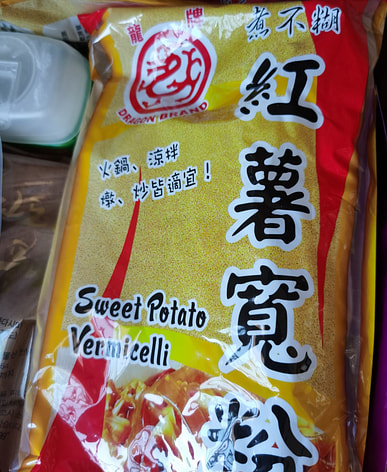 龍牌
DRAGON BRAND
煮不糊
紅薯寬粉
火鍋、涼拌
燉、炒皆適宜！
Sweet Potato
Vermicelli